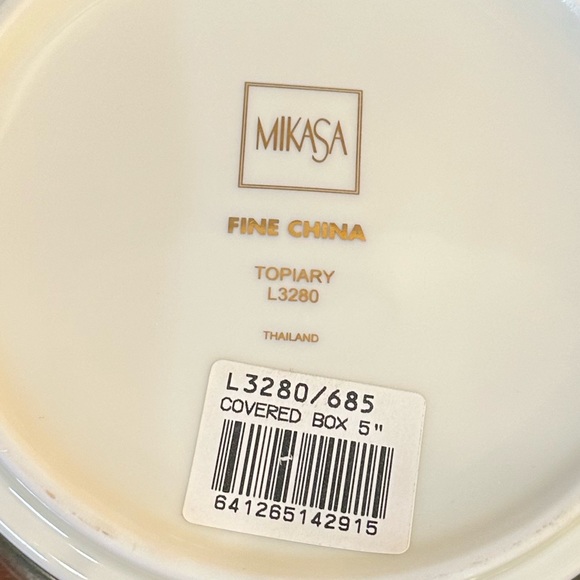 MIKASA
FINE CHINA
TOPIARY
L3280
THAILAND
L3280/685
COVERED BOX 5"
641265142915